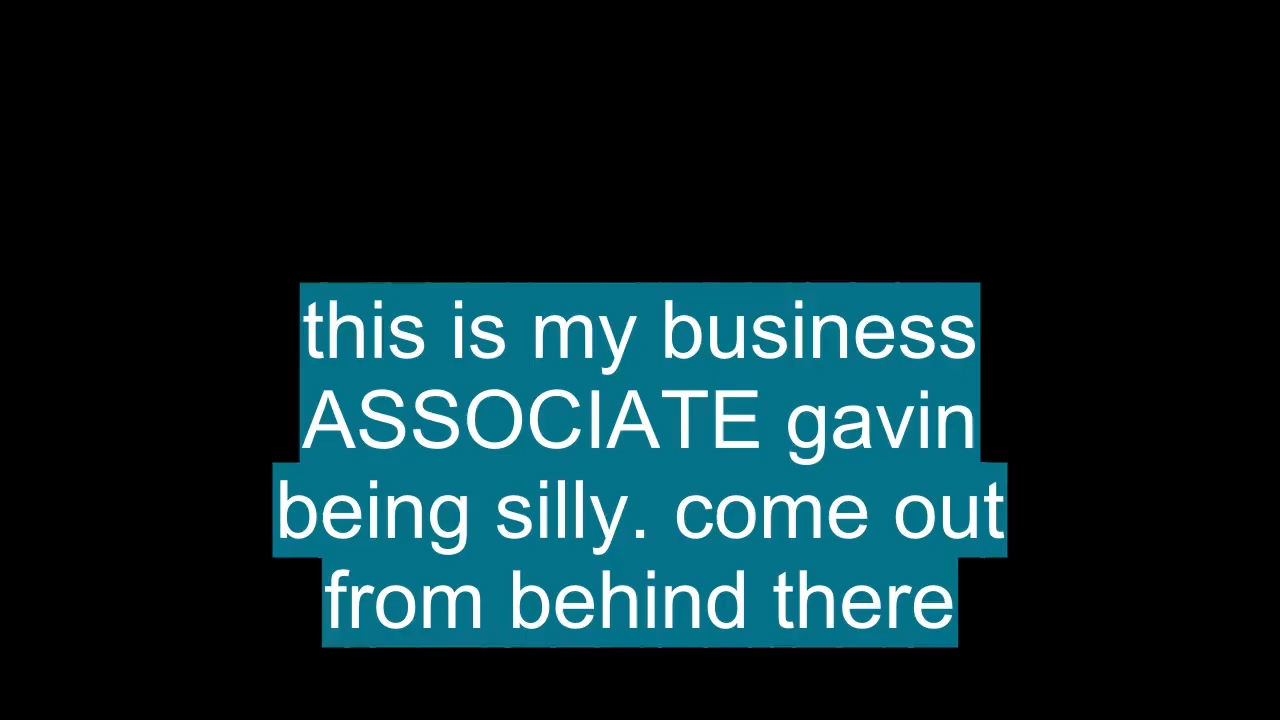 this is my business
ASSOCIATE gavin
being silly. come out
from behind there